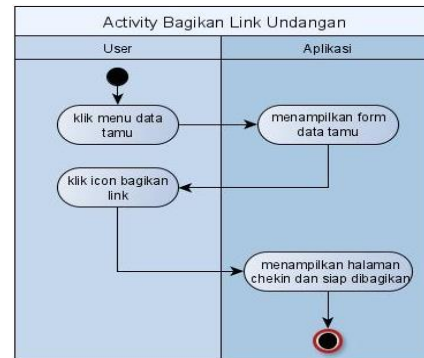 Activity Bagikan Link Undangan
User
Aplikasi
klik menu data
tamu
menampilkan form
data tamu
klik icon bagikan
link
menampilkan halaman
chekin dan siap dibagikan